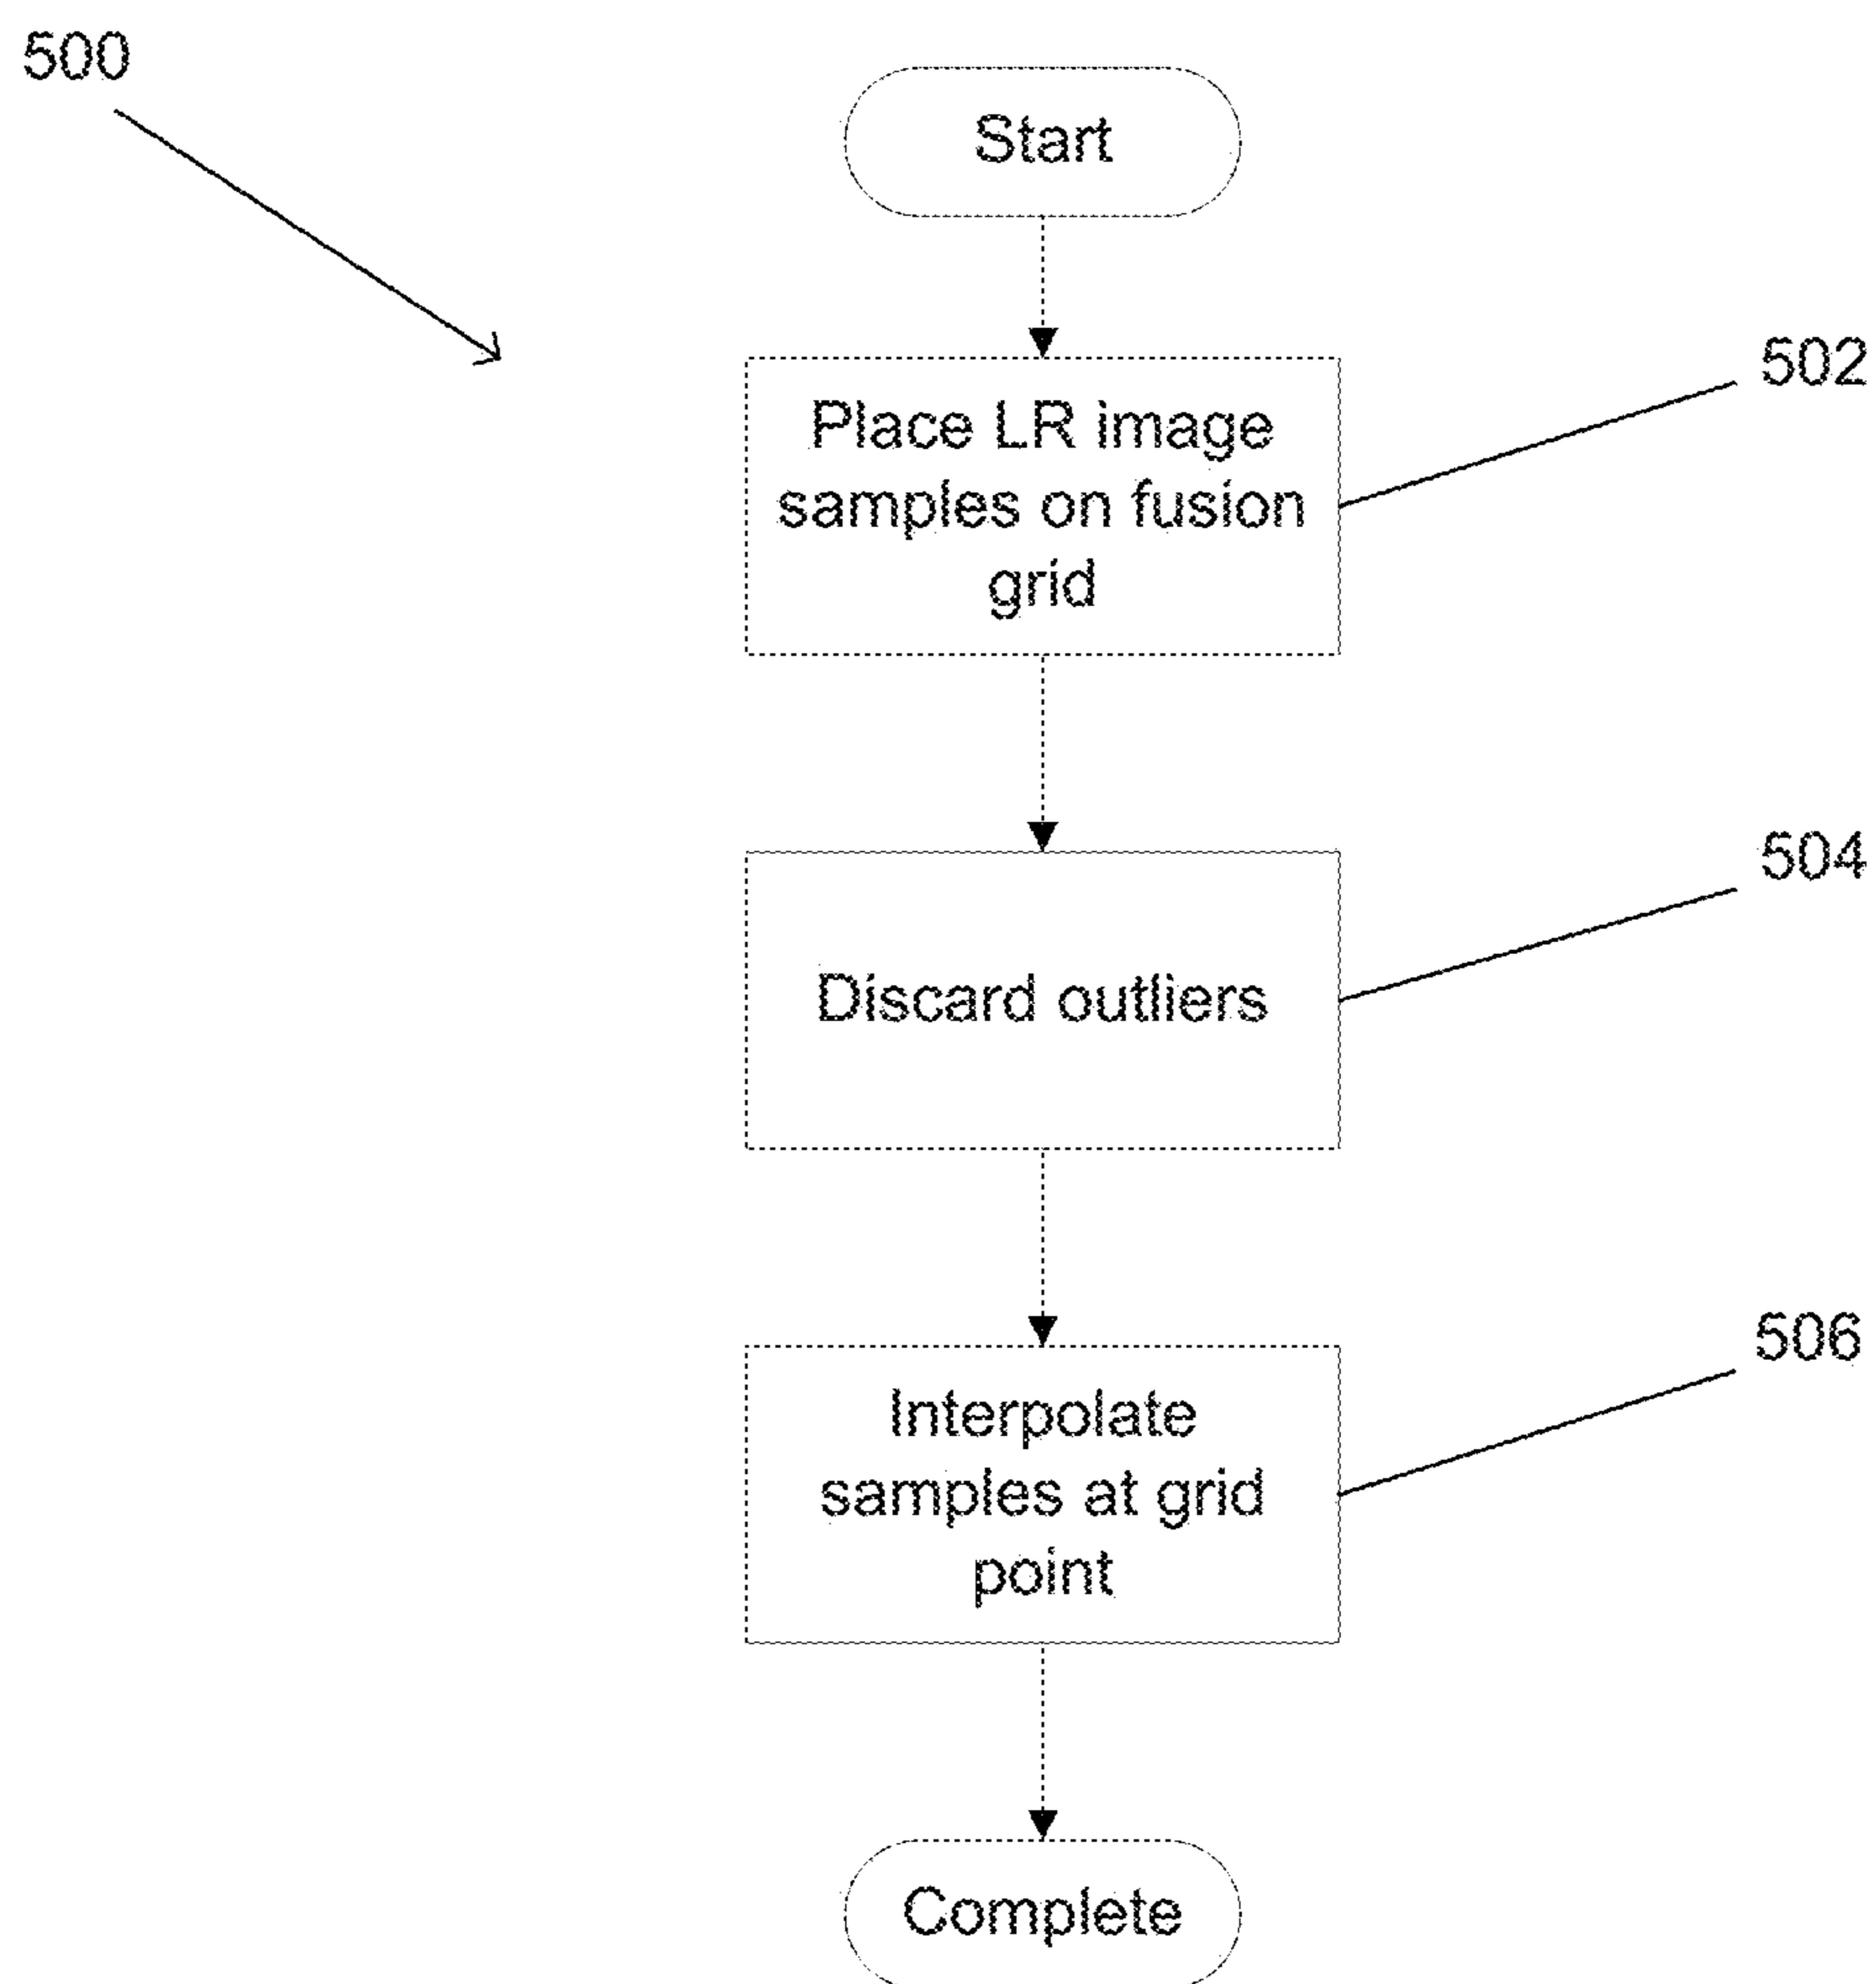 500
Start
502
Place LR image
samples on fusion
grid
504
Discard outliers
506
Interpolate
samples at grid
point
Complete